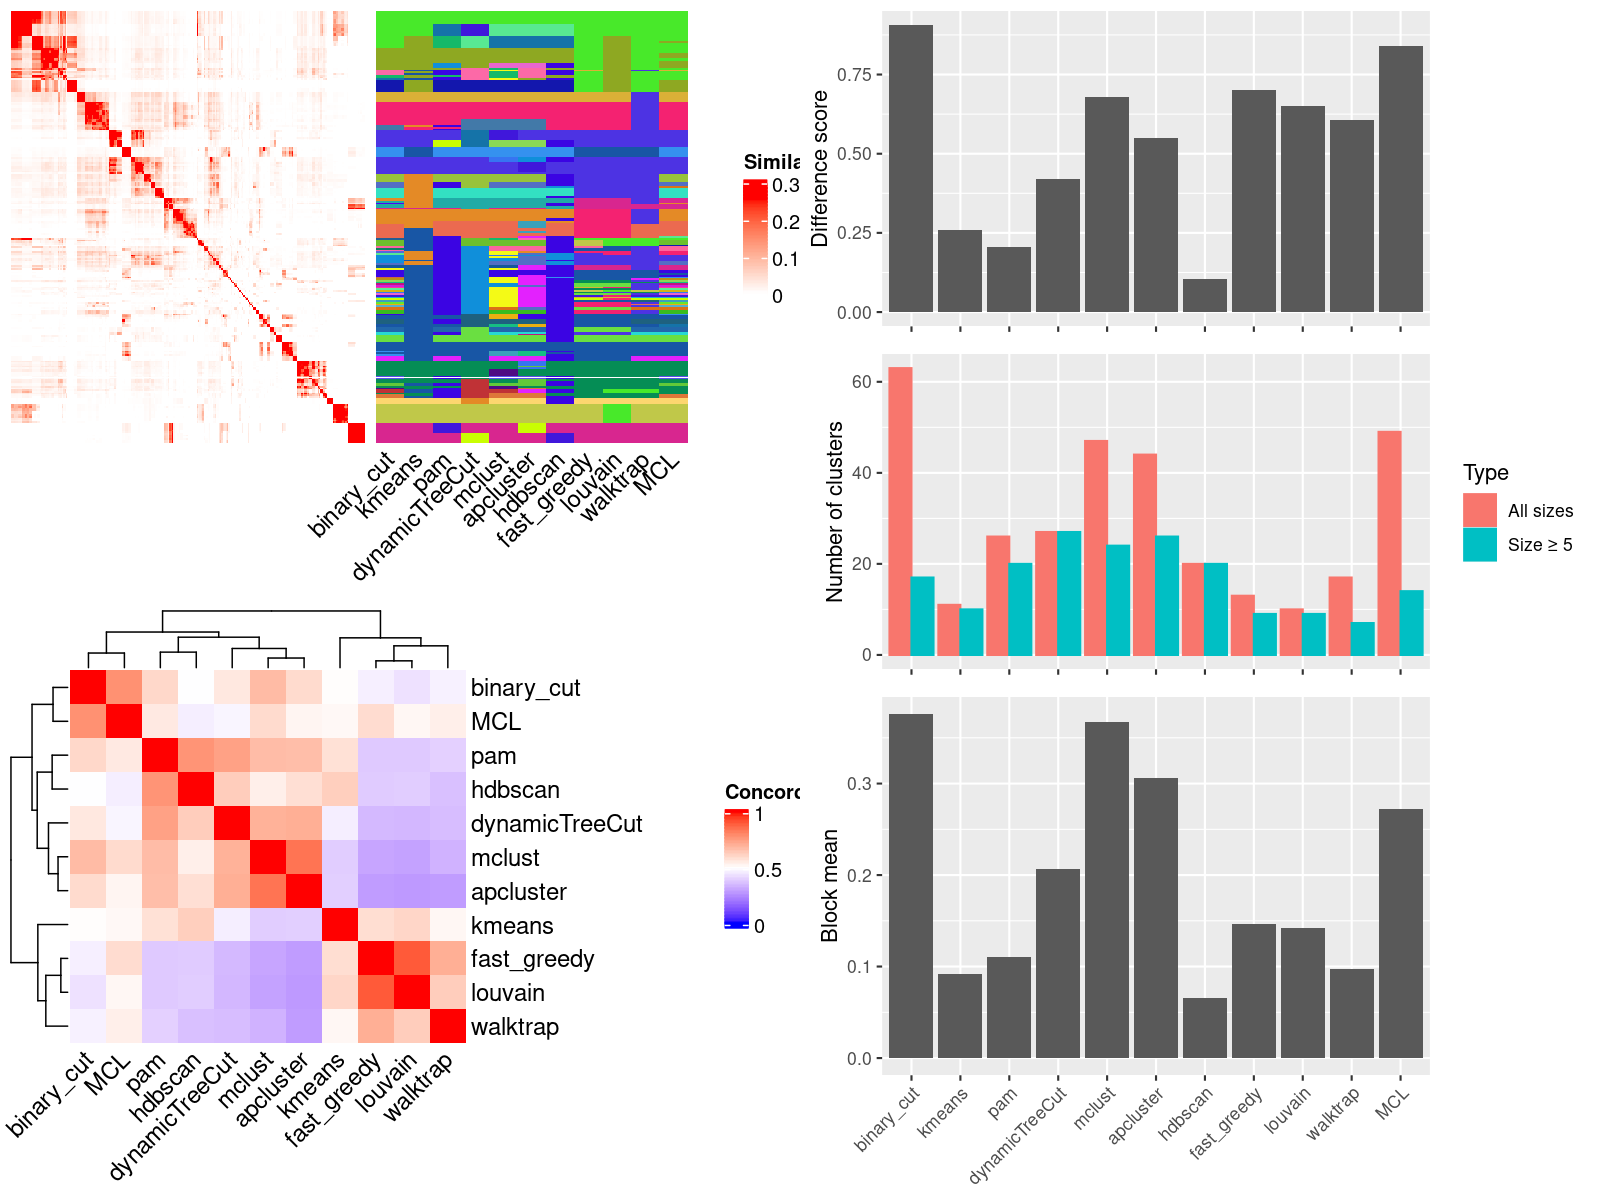 Simila
0.3
0.2
0.1
0
binary_cut
kmeans
pam
dynamicTreeCut
mclust
apcluster
hdbscan
fast_greedy
louvain
walktrap
MCL
Difference score
0.75
0.50
0.25
0.00
Number of clusters
60
40
20
0
Type
All sizes
Size ≥ 5
Block mean
0.3
0.2
0.1
0.0
binary_cut
kmeans
pam
dynamicTreeCut
mclust
apcluster
hdbscan
fast_greedy
louvain
walktrap
MCL
binary_cut
MCL
pam
hdbscan
dynamicTreeCut
mclust
apcluster
kmeans
fast_greedy
louvain
walktrap
Concord
1
0.5
0
binary_cut
MCL
pam
hdbscan
dynamicTreeCut
mclust
apcluster
kmeans
fast_greedy
louvain
walktrap